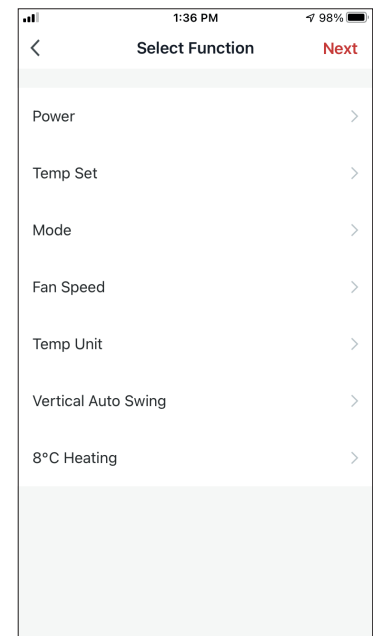 1:36 PM 98%
Select Function Next
Power
Temp Set
Mode
Fan Speed
Temp Unit
Vertical Auto Swing
8°C Heating